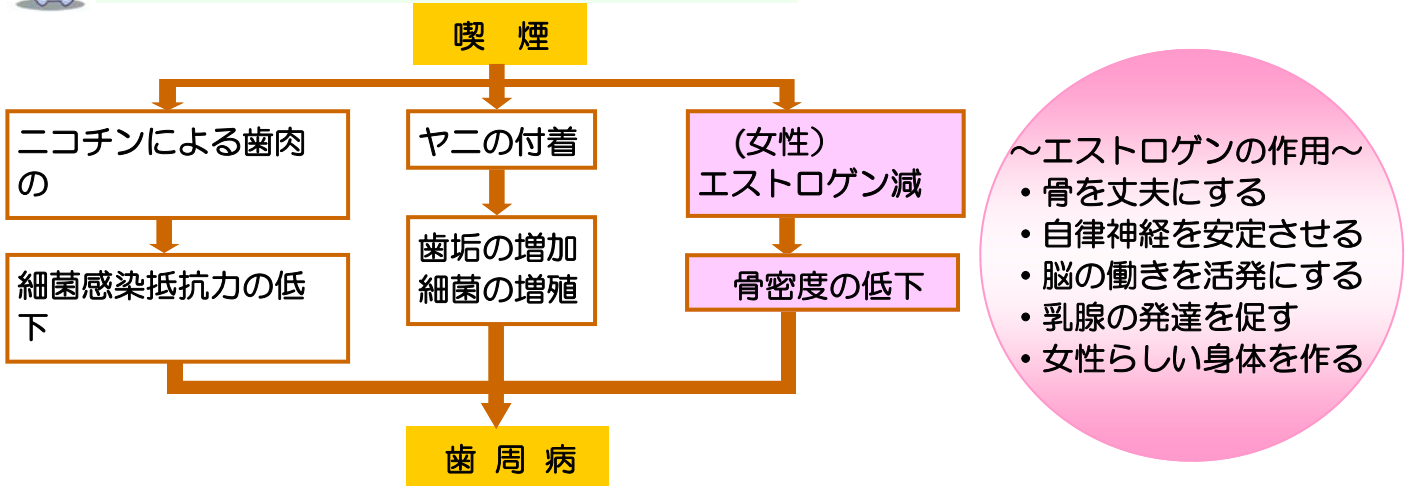 喫　煙
ニコチンによる歯肉
の
細菌感染抵抗力の低
下
ヤニの付着
歯垢の増加
細菌の増殖
(女性）
エストロゲン減
骨密度の低下
歯 周 病
～エストロゲンの作用～
・骨を丈夫にする
・自律神経を安定させる
・脳の働きを活発にする
・乳腺の発達を促す
・女性らしい身体を作る